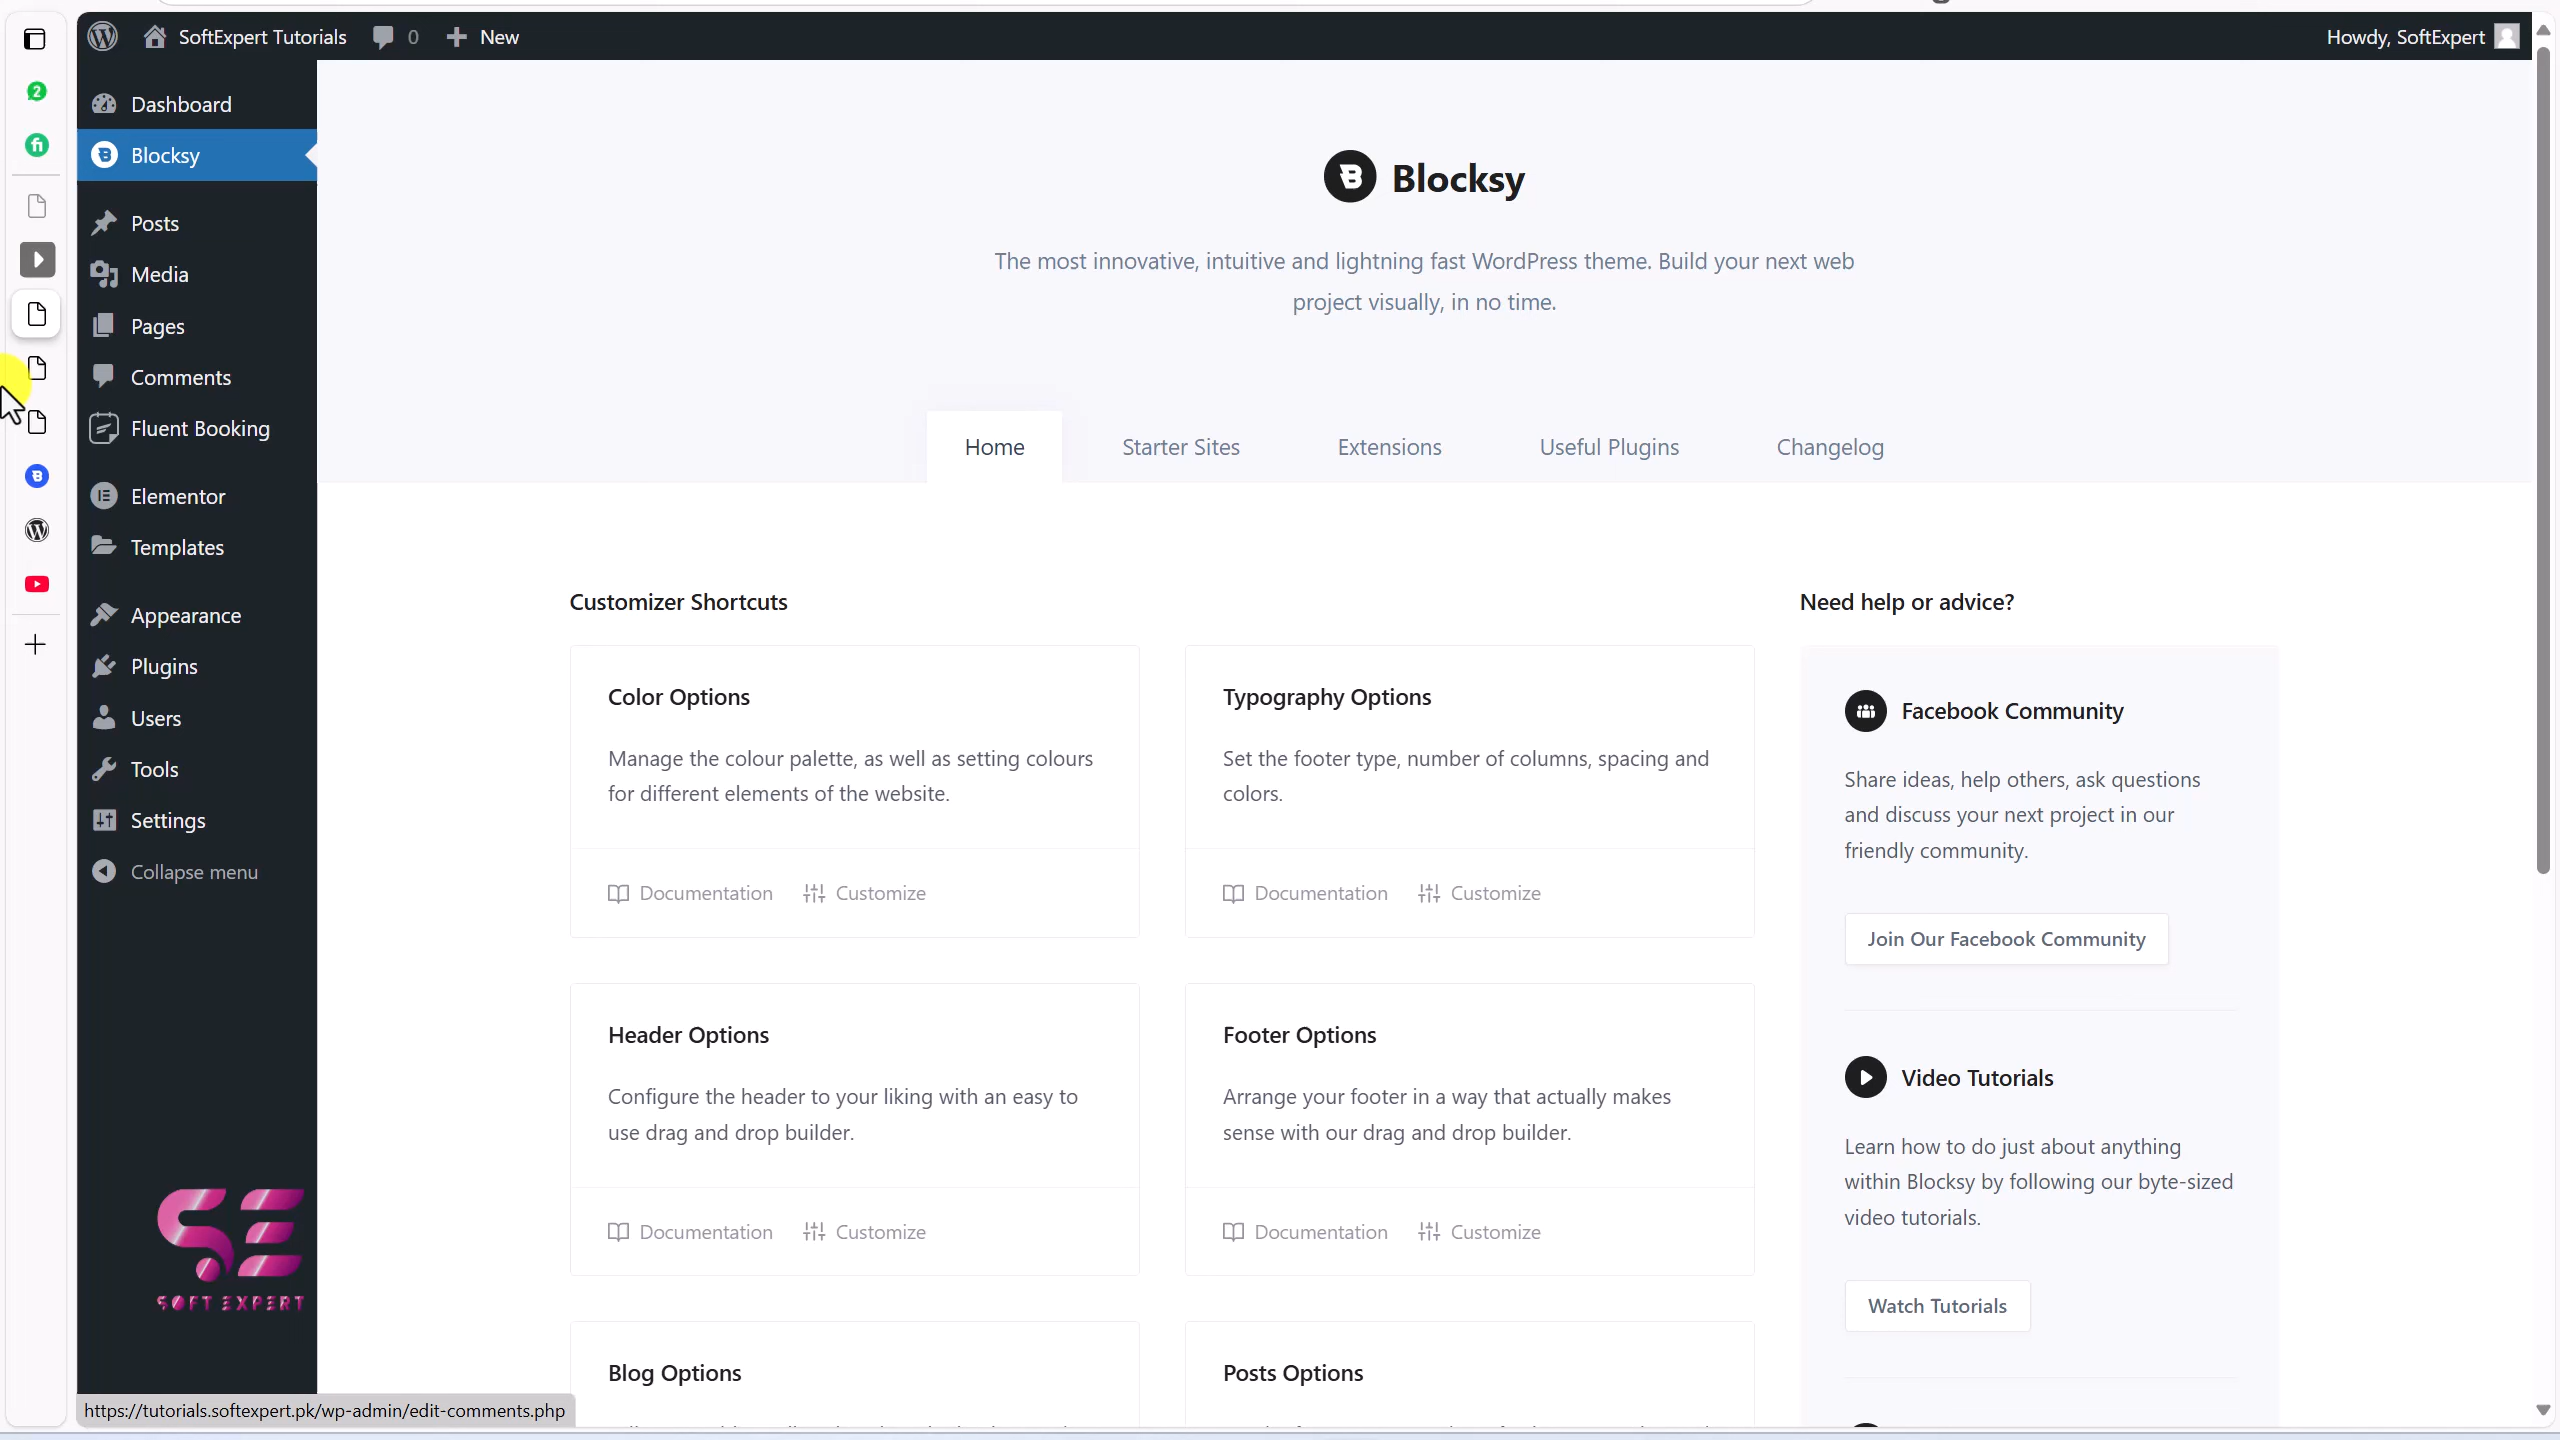 SoftExpert Tutorials
0
New
Howdy, SoftExpert
2
fi
Dashboard
Blocksy
Posts
Media
Pages
Comments
Fluent Booking
Elementor
Templates
Appearance
Plugins
Users
Tools
Settings
Collapse menu
SE
SOFT EXPERT
https://tutorials.softexpert.pk/wp-admin/edit-comments.php
Blocksy
The most innovative, intuitive and lightning fast WordPress theme. Build your next web
project visually, in no time.
Home
Starter Sites
Extensions
Useful Plugins
Changelog
Customizer Shortcuts
Color Options
Manage the colour palette, as well as setting colours
for different elements of the website.
Documentation
Customize
Typography Options
Set the footer type, number of columns, spacing and
colors.
Documentation
Customize
Header Options
Configure the header to your liking with an easy to
use drag and drop builder.
Documentation
Customize
Footer Options
Arrange your footer in a way that actually makes
sense with our drag and drop builder.
Documentation
Customize
Blog Options
Posts Options
Need help or advice?
Facebook Community
Share ideas, help others, ask questions
and discuss your next project in our
friendly community.
Join Our Facebook Community
Video Tutorials
Learn how to do just about anything
within Blocksy by following our byte-sized
video tutorials.
Watch Tutorials